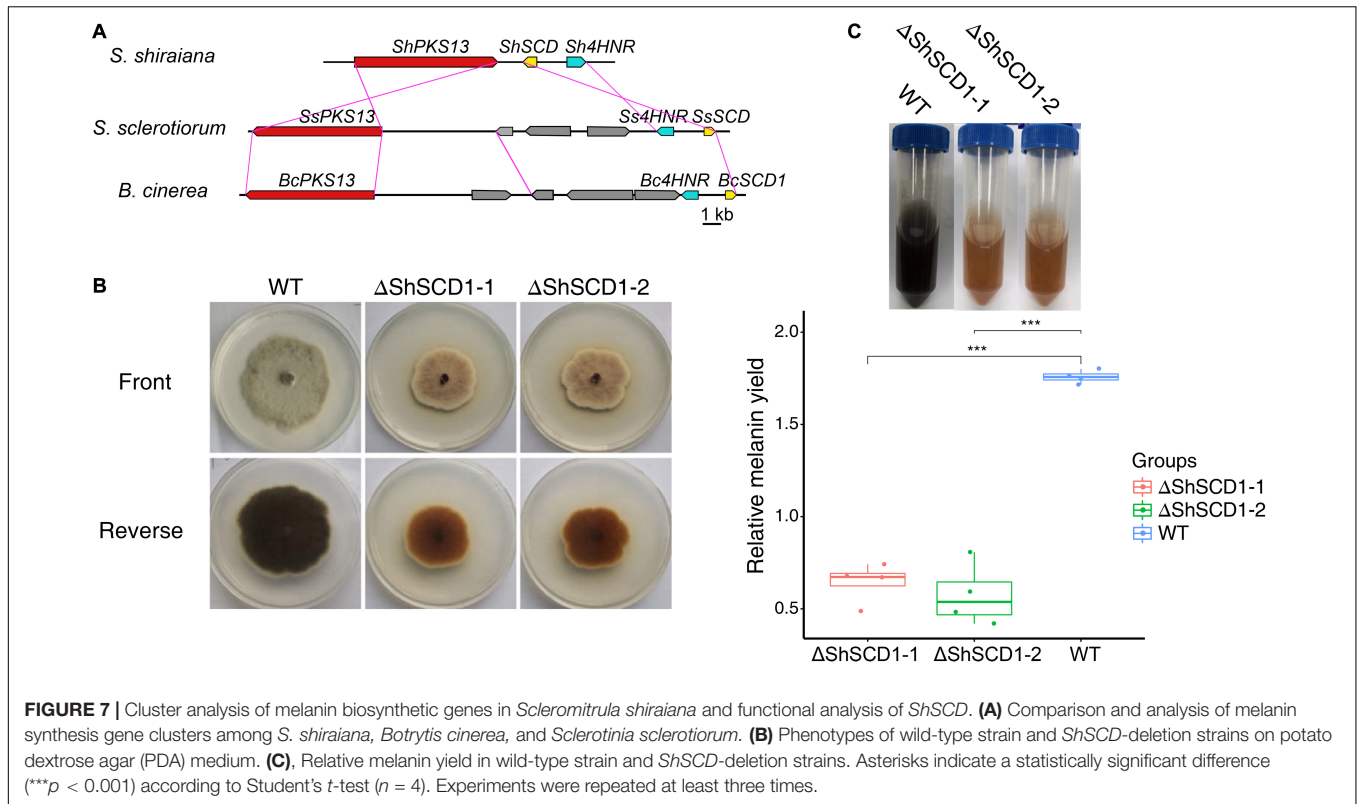 A
S. shiraiana
ShPKS13
ShSCD
Sh4HNR
S. sclerotiorum
SsPKS13
Ss4HNR
SsSCD
B. cinerea
BcPKS13
Bc4HNR
BcSCD1
1 kb
B
WT
ΔShSCD1-1
ΔShSCD1-2
Front
Reverse
C
WT
ΔShSCD1-1
ΔShSCD1-2
***
***
Relative melanin yield
2.0
1.5
1.0
0.5
ΔShSCD1-1
ΔShSCD1-2
WT
Groups
ΔShSCD1-1
ΔShSCD1-2
WT
FIGURE 7 | Cluster analysis of melanin biosynthetic genes in Scleromitrula shiraiana and functional analysis of ShSCD. (A) Comparison and analysis of melanin
synthesis gene clusters among S. shiraiana, Botrytis cinerea, and Sclerotinia sclerotiorum. (B) Phenotypes of wild-type strain and ShSCD-deletion strains on potato
dextrose agar (PDA) medium. (C), Relative melanin yield in wild-type strain and ShSCD-deletion strains. Asterisks indicate a statistically significant difference
(***p < 0.001) according to Student's t-test (n = 4). Experiments were repeated at least three times.